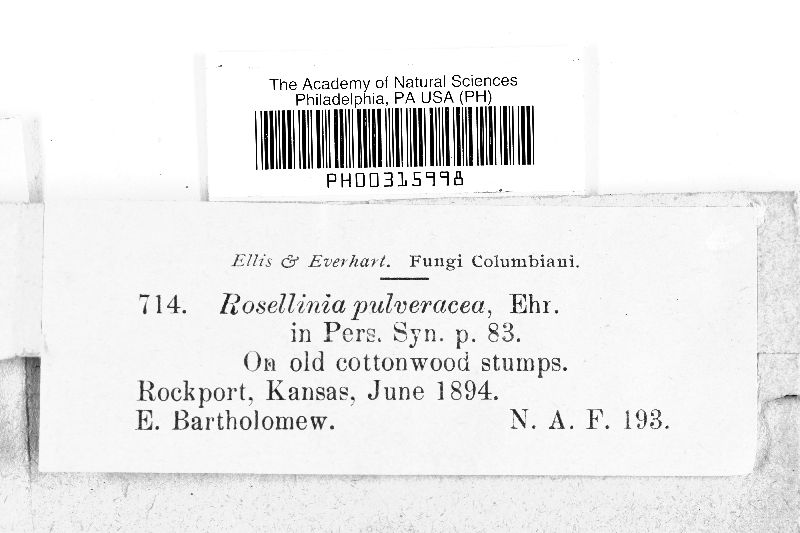 The Academy of Natural Sciences
Philadelphia, PA USA (PH)
PH00315998
Ellis & Everhart. Fungi Columbiani.
714. Rosellinia pulveracea, Ehr.
in Pers. Syn. p. 83.
On old cottonwood stumps.
Rockport, Kansas, June 1894.
E. Bartholomew. N. A. F. 193.